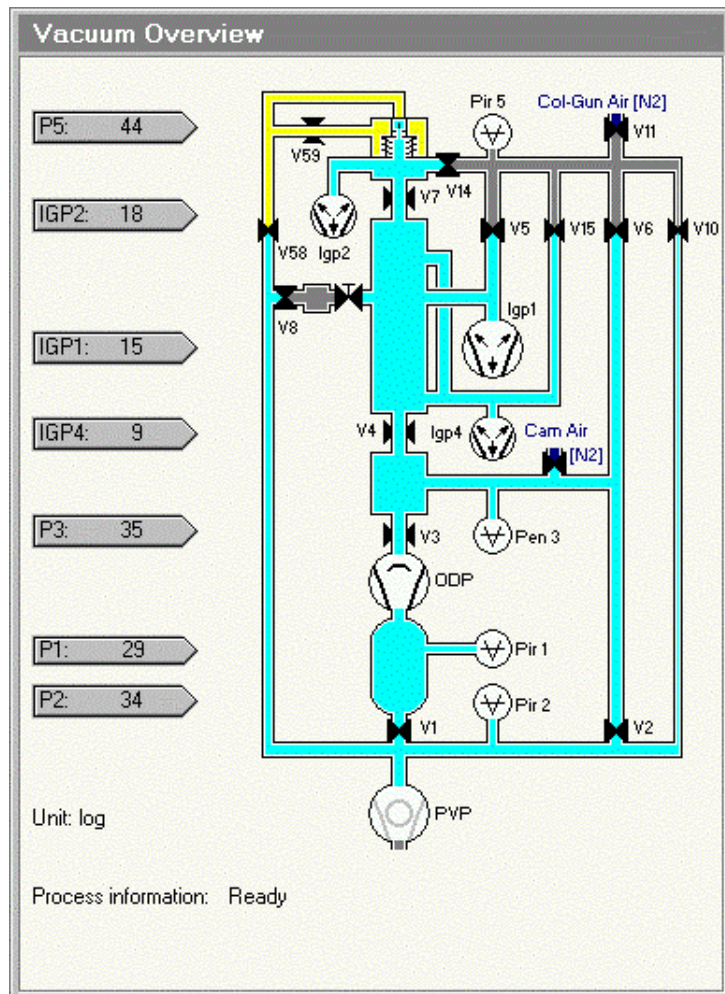 Vacuum Overview
P5: 44
IGP2: 18
IGP1: 15
IGP4: 9
P3: 35
P1: 29
P2: 34
Unit: log
Process information: Ready
Pir 5
Col-Gun Air [N2]
V11
V59
V7
V14
Igp2
V58
V5
V15
V6
V10
V8
T
Igp1
V4
Igp4
Cam Air
[N2]
V3
Pen 3
ODP
Pir 1
Pir 2
V1
V2
PVP